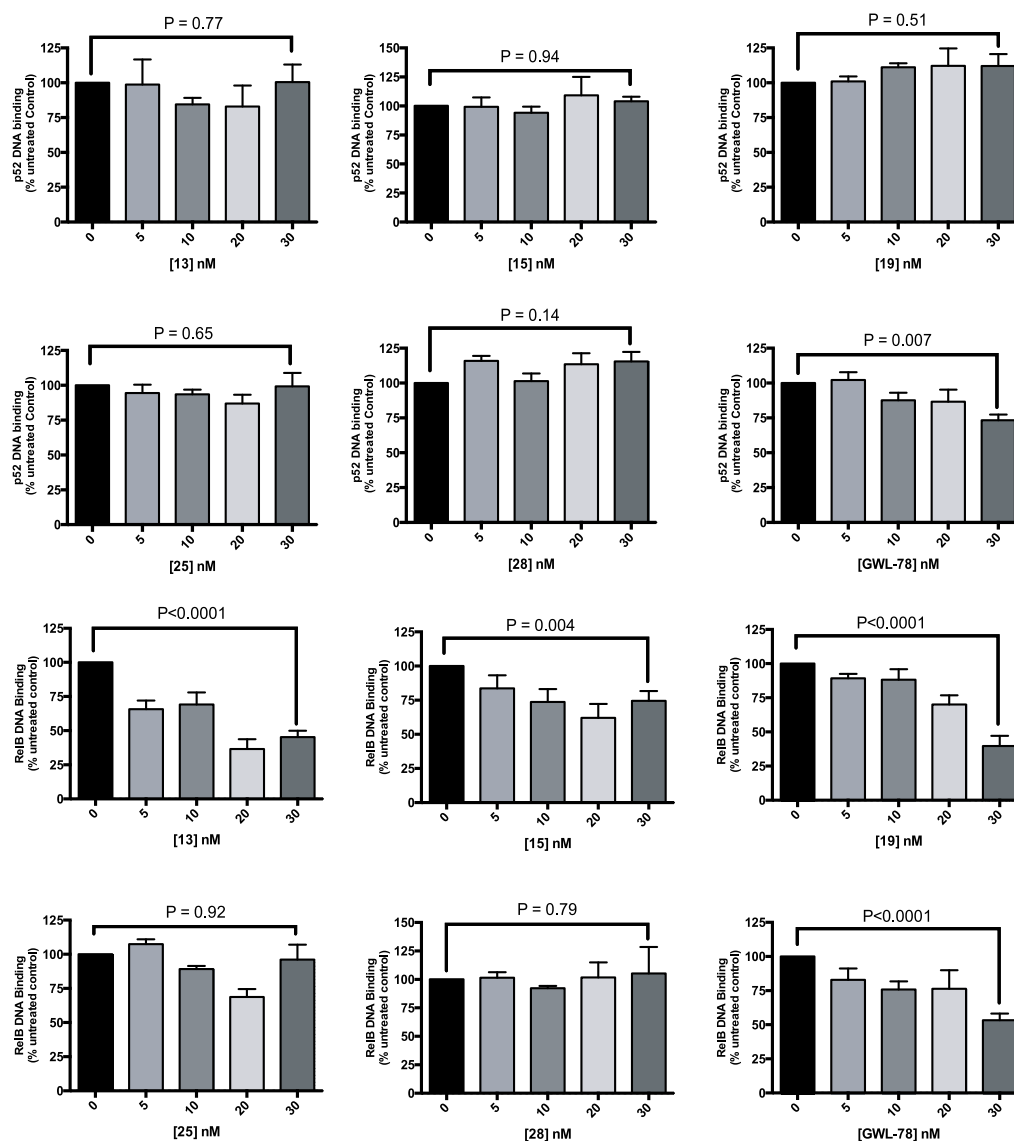 P = 0.77
p52 DNA binding
(% untreated Control)
125
100
75
50
25
0
0 5 10 20 30
[13] nM
P = 0.94
p52 DNA binding
(% untreated Control)
150
125
100
75
50
25
0
0 5 10 20 30
[15] nM
P = 0.51
p52 DNA binding
(% untreated Control)
125
100
75
50
25
0
0 5 10 20 30
[19] nM
P = 0.65
p52 DNA binding
(% untreated Control)
125
100
75
50
25
0
0 5 10 20 30
[25] nM
P = 0.14
p52 DNA binding
(% untreated Control)
125
100
75
50
25
0
0 5 10 20 30
[28] nM
P = 0.007
p52 DNA binding
(% untreated Control)
125
100
75
50
25
0
0 5 10 20 30
[GWL-78] nM
P<0.0001
RelB DNA Binding
(% untreated control)
125
100
75
50
25
0
0 5 10 20 30
[13] nM
P = 0.004
RelB DNA Binding
(% untreated control)
125
100
75
50
25
0
0 5 10 20 30
[15] nM
P<0.0001
RelB DNA Binding
(% untreated control)
125
100
75
50
25
0
0 5 10 20 30
[19] nM
P = 0.92
RelB DNA Binding
(% untreated control)
125
100
75
50
25
0
0 5 10 20 30
[25] nM
P = 0.79
RelB DNA Binding
(% untreated control)
150
125
100
75
50
25
0
0 5 10 20 30
[28] nM
P<0.0001
RelB DNA Binding
(% untreated control)
125
100
75
50
25
0
0 5 10 20 30
[GWL-78] nM